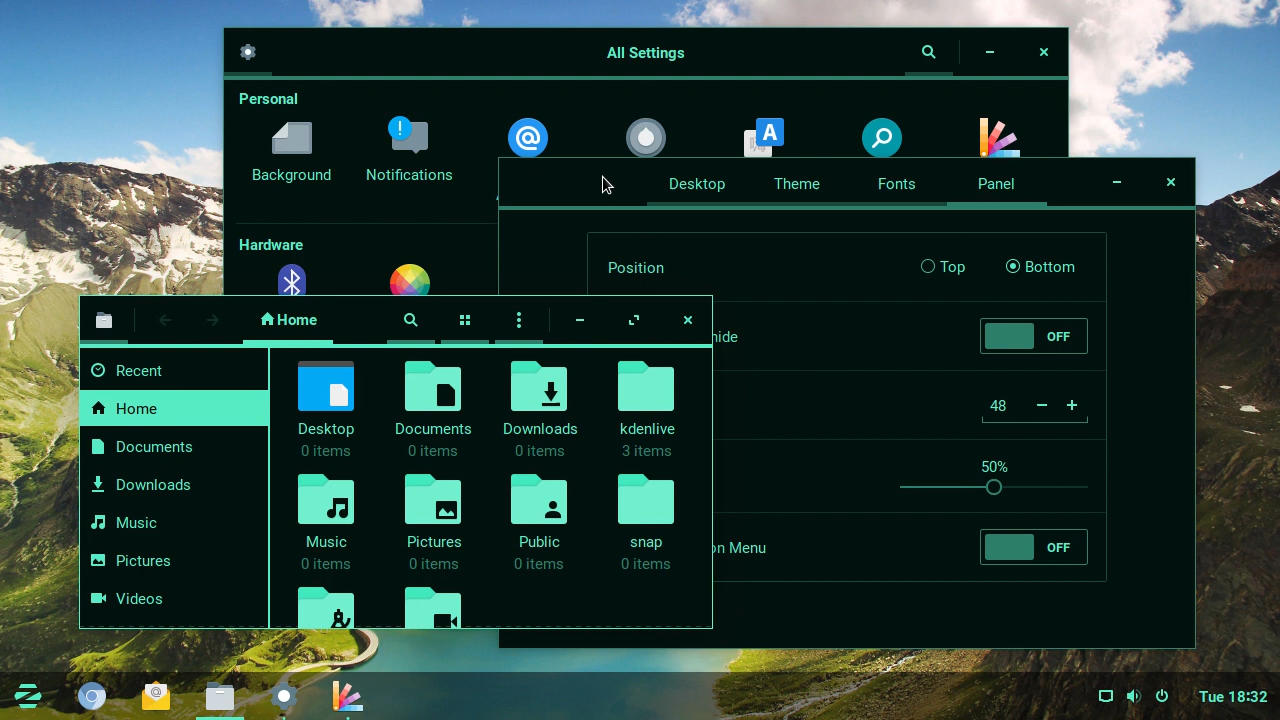 All Settings
Personal
Background
Notifications
Desktop
Theme
Fonts
Panel
Position
Top
Bottom
Hardware
Home
hide
OFF
48
50%
on Menu
OFF
Recent
Home
Documents
Downloads
Music
Pictures
Videos
Desktop
Documents
Downloads
kdenlive
0 items
0 items
0 items
3 items
Music
Pictures
Public
snap
0 items
0 items
0 items
0 items
Tue 18:32